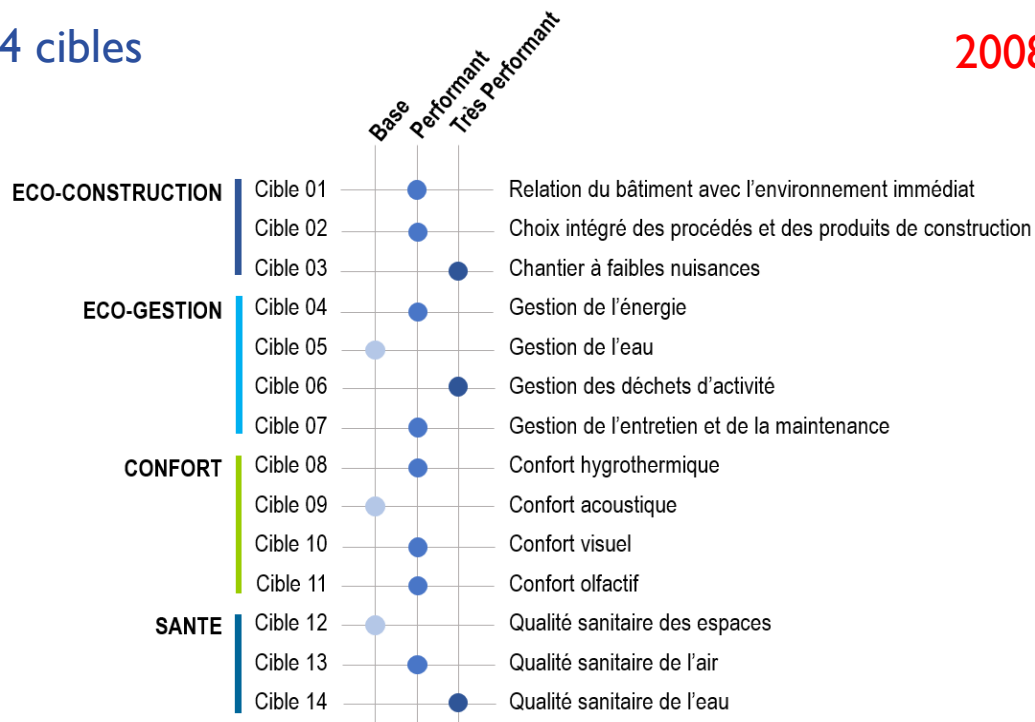 4 cibles
2008
Base
Performant
Très Performant
ECO-CONSTRUCTION
Cible 01 Relation du bâtiment avec l’environnement immédiat
Cible 02 Choix intégré des procédés et des produits de construction
Cible 03 Chantier à faibles nuisances
ECO-GESTION
Cible 04 Gestion de l’énergie
Cible 05 Gestion de l’eau
Cible 06 Gestion des déchets d’activité
Cible 07 Gestion de l’entretien et de la maintenance
CONFORT
Cible 08 Confort hygrothermique
Cible 09 Confort acoustique
Cible 10 Confort visuel
Cible 11 Confort olfactif
SANTE
Cible 12 Qualité sanitaire des espaces
Cible 13 Qualité sanitaire de l’air
Cible 14 Qualité sanitaire de l’eau